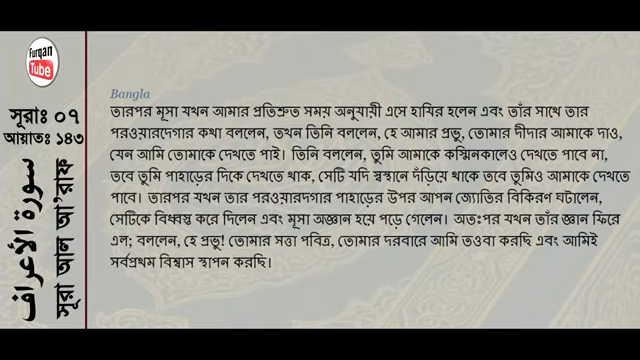 Furqan
Tube
সূরাঃ ০৭
আয়াতঃ ১৪৩
سورة الأعراف
সূরা আল আ'রাফ
Bangla
তারপর মূসা যখন আমার প্রতিশ্রুত সময় অনুযায়ী এসে হাযির হলেন এবং তাঁর সাথে তার
পরওয়ারদেগার কথা বললেন, তখন তিনি বললেন, হে আমার প্রভু, তোমার দীদার আমাকে দাও,
যেন আমি তোমাকে দেখতে পাই। তিনি বললেন, তুমি আমাকে কস্মিনকালেও দেখতে পাবে না,
তবে তুমি পাহাড়ের দিকে দেখতে থাক, সেটি যদি স্বস্থানে দঁড়িয়ে থাকে তবে তুমিও আমাকে দেখতে
পাবে। তারপর যখন তার পরওয়ারদগার পাহাড়ের উপর আপন জ্যোতির বিকিরণ ঘটালেন,
সেটিকে বিধ্বস্ত করে দিলেন এবং মূসা অজ্ঞান হয়ে পড়ে গেলেন। অতঃপর যখন তাঁর জ্ঞান ফিরে
এল; বললেন, হে প্রভু! তোমার সত্তা পবিত্র, তোমার দরবারে আমি তওবা করছি এবং আমিই
সর্বপ্রথম বিশ্বাস স্থাপন করছি।